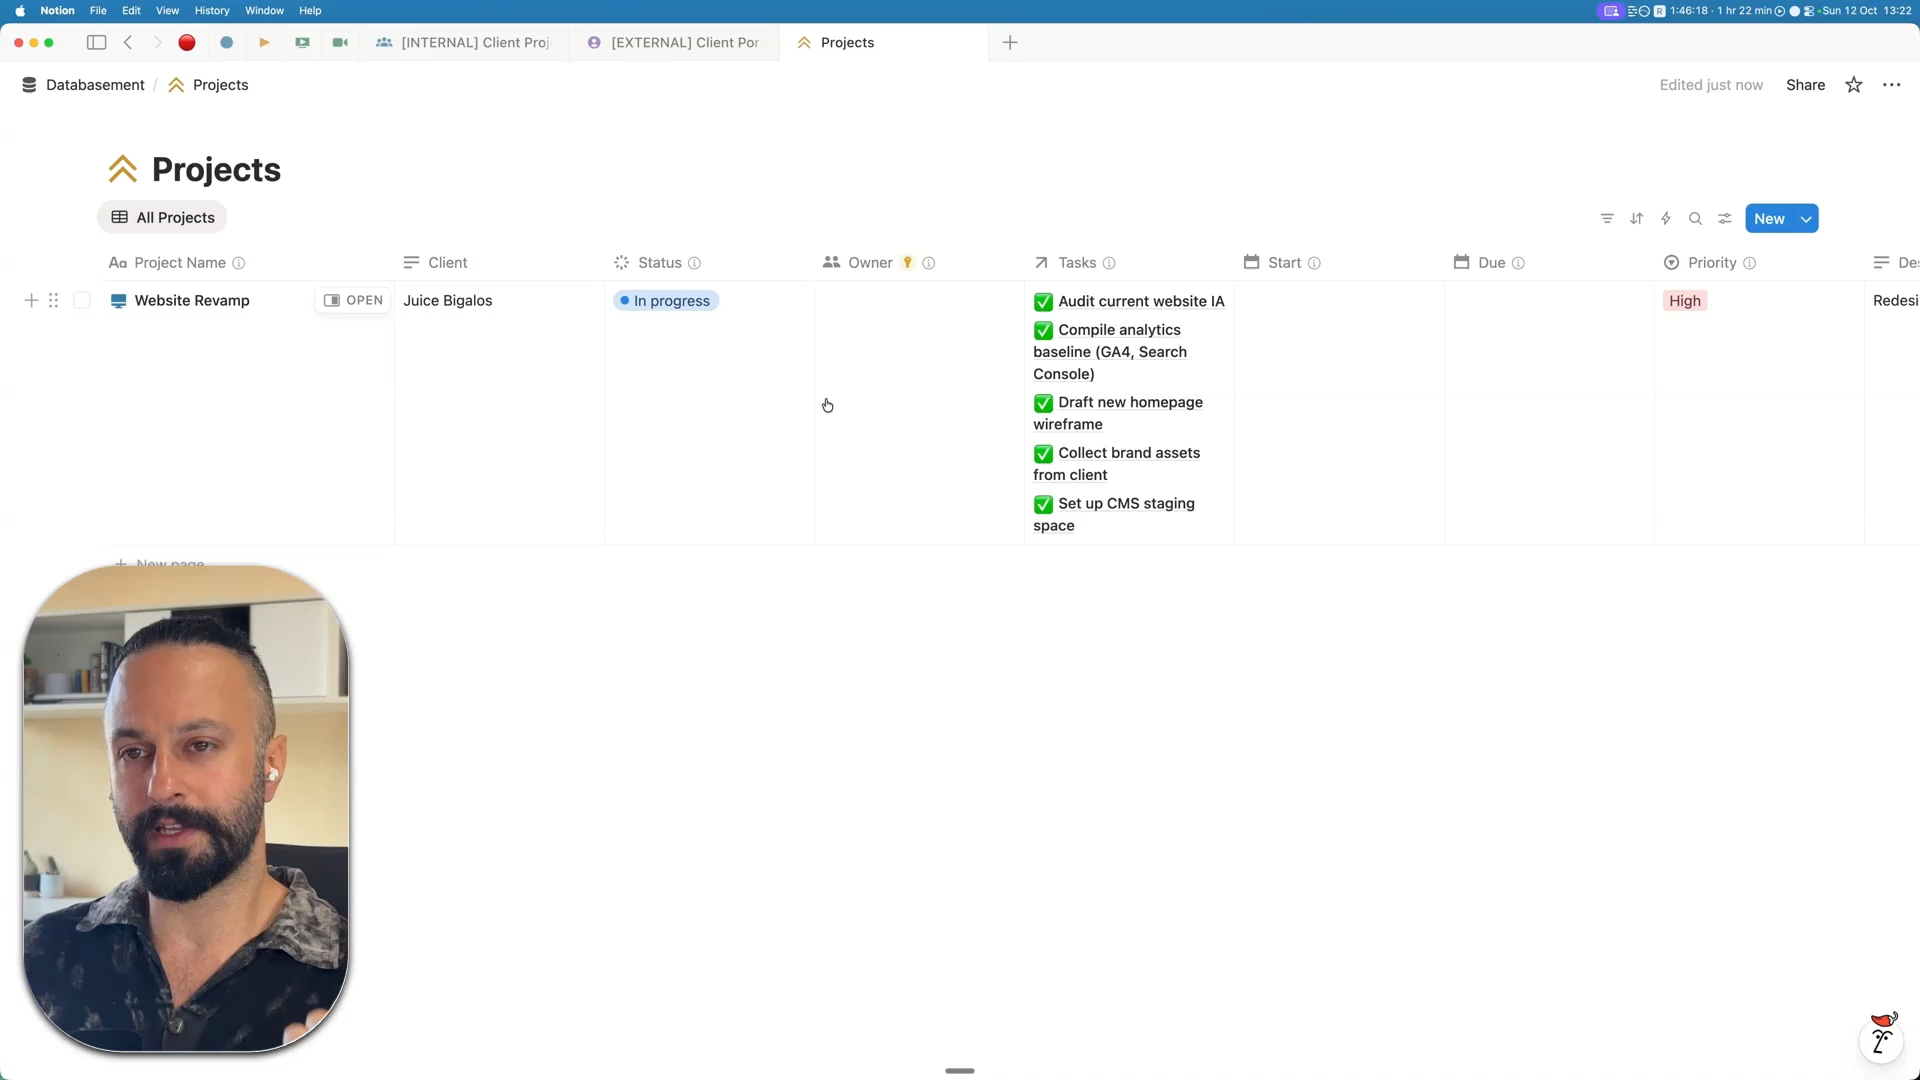 Notion File Edit View History Window Help
1:46:18 · 1 hr 22 min
Sun 12 Oct 13:22
[INTERNAL] Client Proj
[EXTERNAL] Client Por
Projects
Databasement / Projects
Edited just now
Share
Projects
All Projects
New
Aa Project Name
Client
Status
Owner
Tasks
Start
Due
Priority
Des
Website Revamp
OPEN
Juice Bigalos
In progress
Audit current website IA
Compile analytics
baseline (GA4, Search
Console)
Draft new homepage
wireframe
Collect brand assets
from client
Set up CMS staging
space
High
Redesi
New page